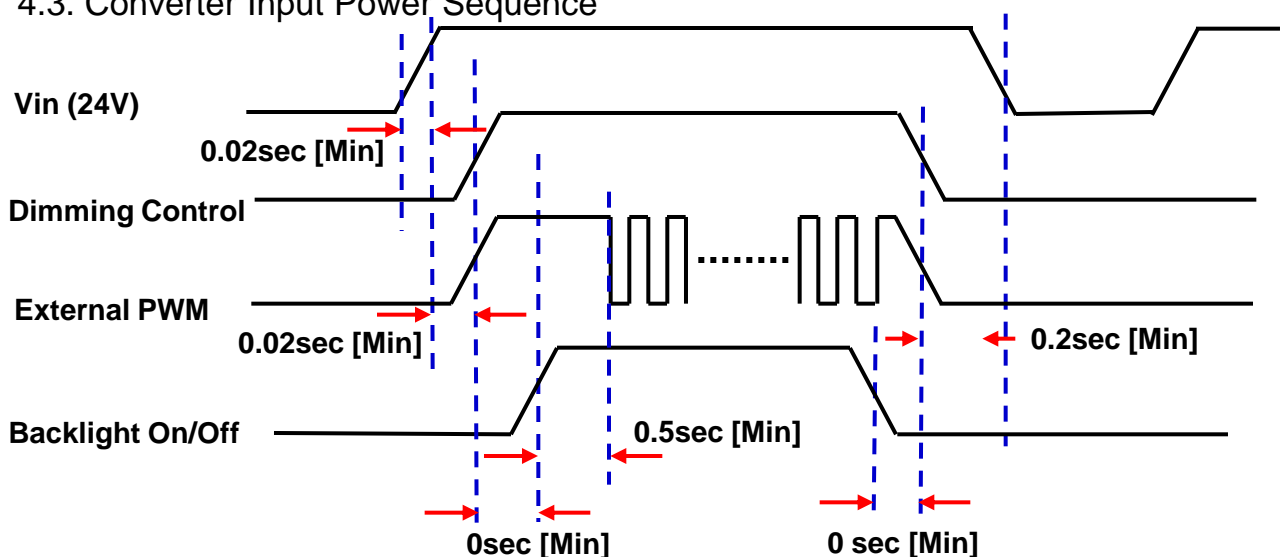 4.3. Converter Input Power Sequence
Vin (24V)
0.02sec [Min]
Dimming Control
External PWM
0.02sec [Min]
0.2sec [Min]
Backlight On/Off
0.5sec [Min]
0sec [Min]
0 sec [Min]